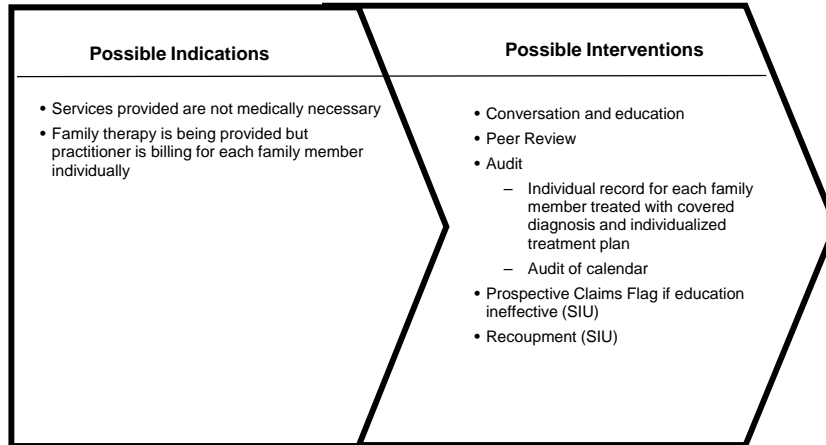 Possible Indications
• Services provided are not medically necessary
• Family therapy is being provided but
practitioner is billing for each family member
individually
Possible Interventions
• Conversation and education
• Peer Review
• Audit
– Individual record for each family
member treated with covered
diagnosis and individualized
treatment plan
– Audit of calendar
• Prospective Claims Flag if education
ineffective (SIU)
• Recoupment (SIU)